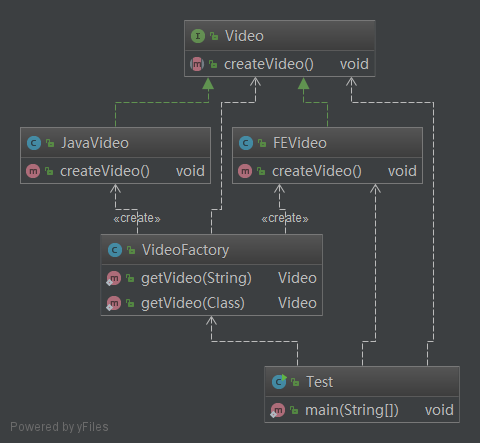 Video
createVideo() void
JavaVideo
createVideo() void
FEVideo
createVideo() void
«create»
«create»
VideoFactory
getVideo(String) Video
getVideo(Class) Video
Test
main(String[]) void
Powered by yFiles